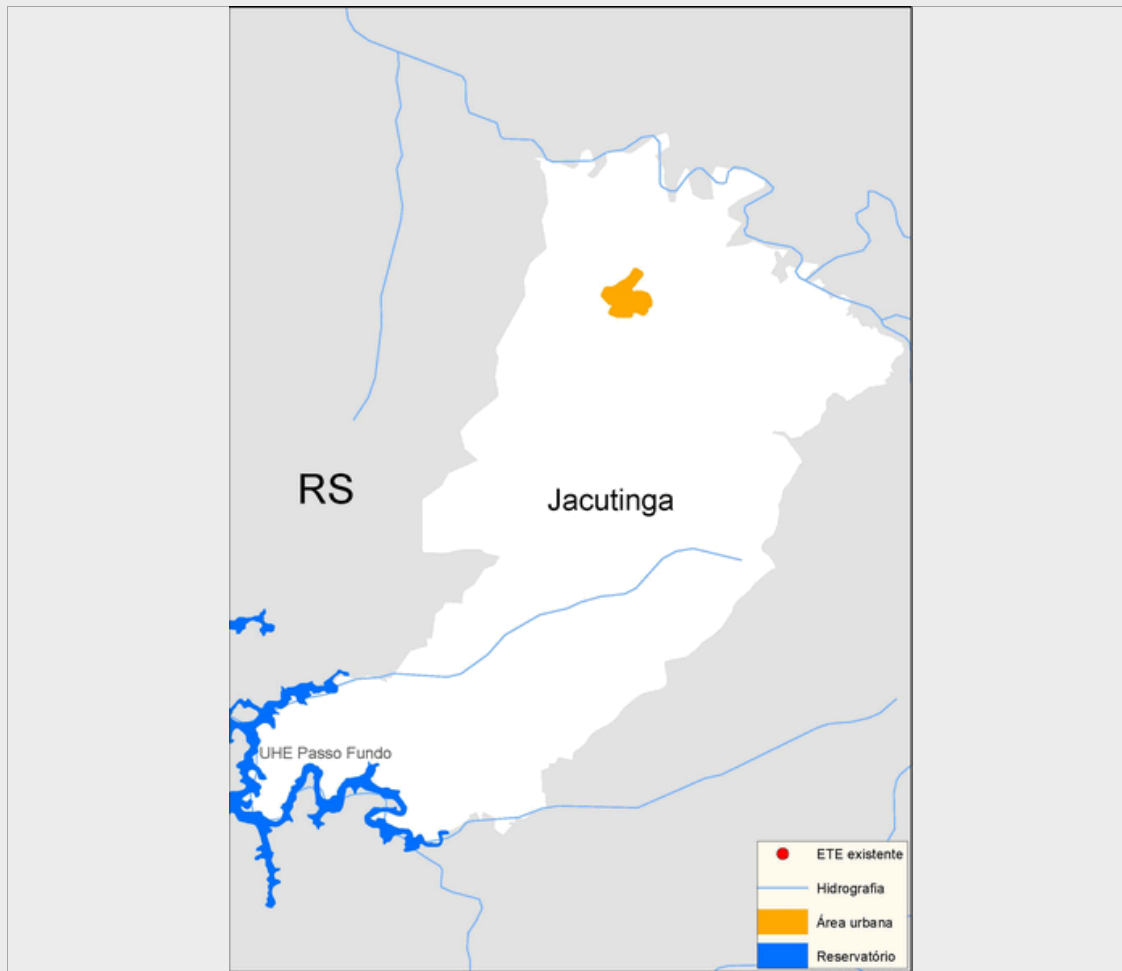 RS
Jacutinga
UHE Passo Fundo
ETE existente
Hidrografia
Área urbana
Reservatório